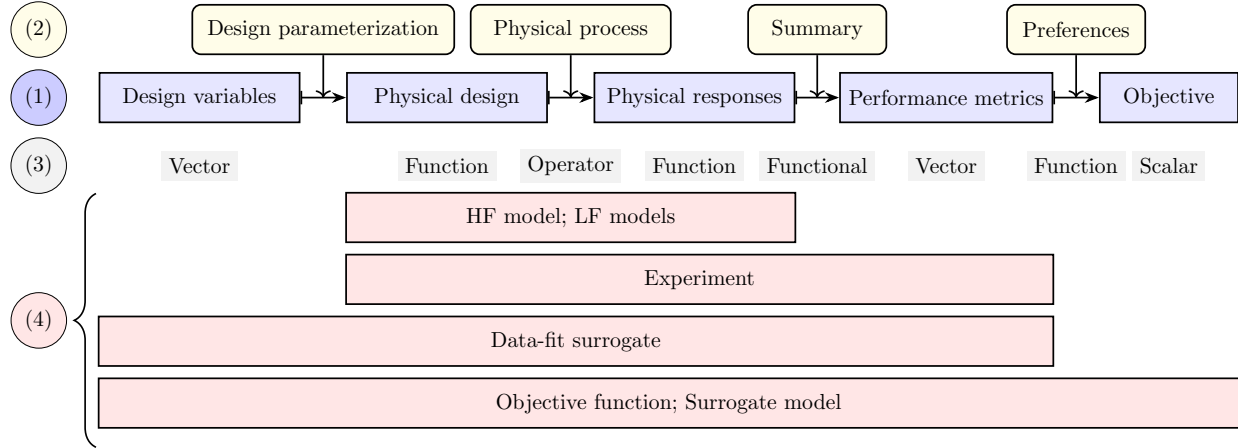 (2) Design parameterization Physical process Summary Preferences
(1) Design variables Physical design Physical responses Performance metrics Objective
(3) Vector Function Operator Function Functional Vector Function Scalar
HF model; LF models
Experiment
(4)
Data-fit surrogate
Objective function; Surrogate model